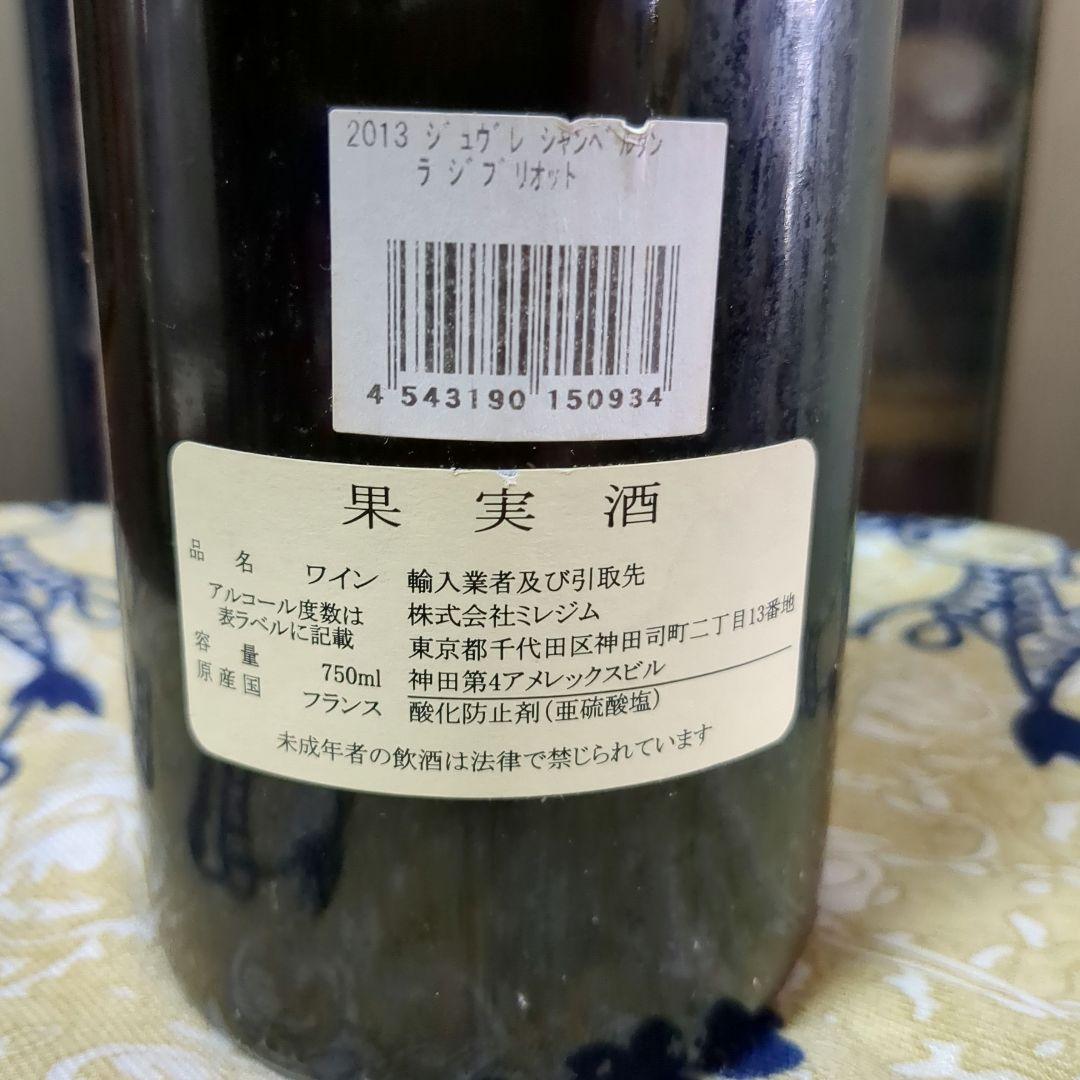 2013 ジュヴレ シャンベルタン
ラ ジブリオット
4 543190 150934
果実酒
品名 ワイン
アルコール度数は
表ラベルに記載
容量 750ml
原産国 フランス
輸入業者及び引取先
株式会社ミレジム
東京都千代田区神田司町二丁目13番地
神田第4アメレックスビル
酸化防止剤(亜硫酸塩)
未成年者の飲酒は法律で禁じられています